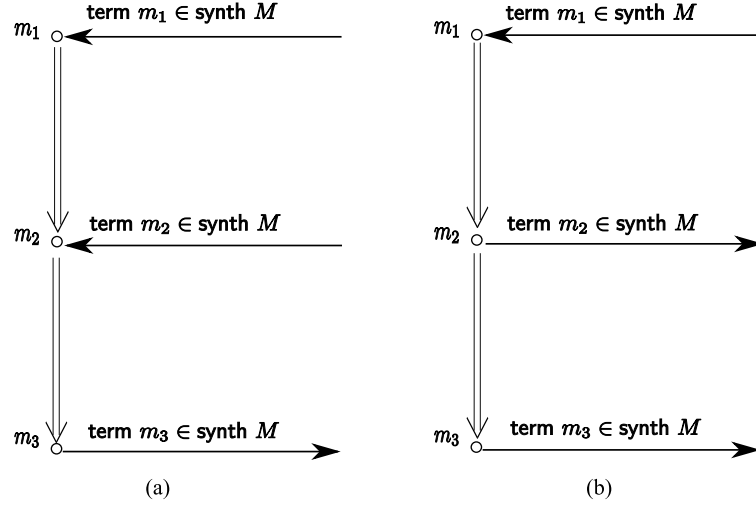 m₁ term m₁ ∈ synth M
m₂ term m₂ ∈ synth M
m₃ term m₃ ∈ synth M
(a)
m₁ term m₁ ∈ synth M
m₂ term m₂ ∈ synth M
m₃ term m₃ ∈ synth M
(b)